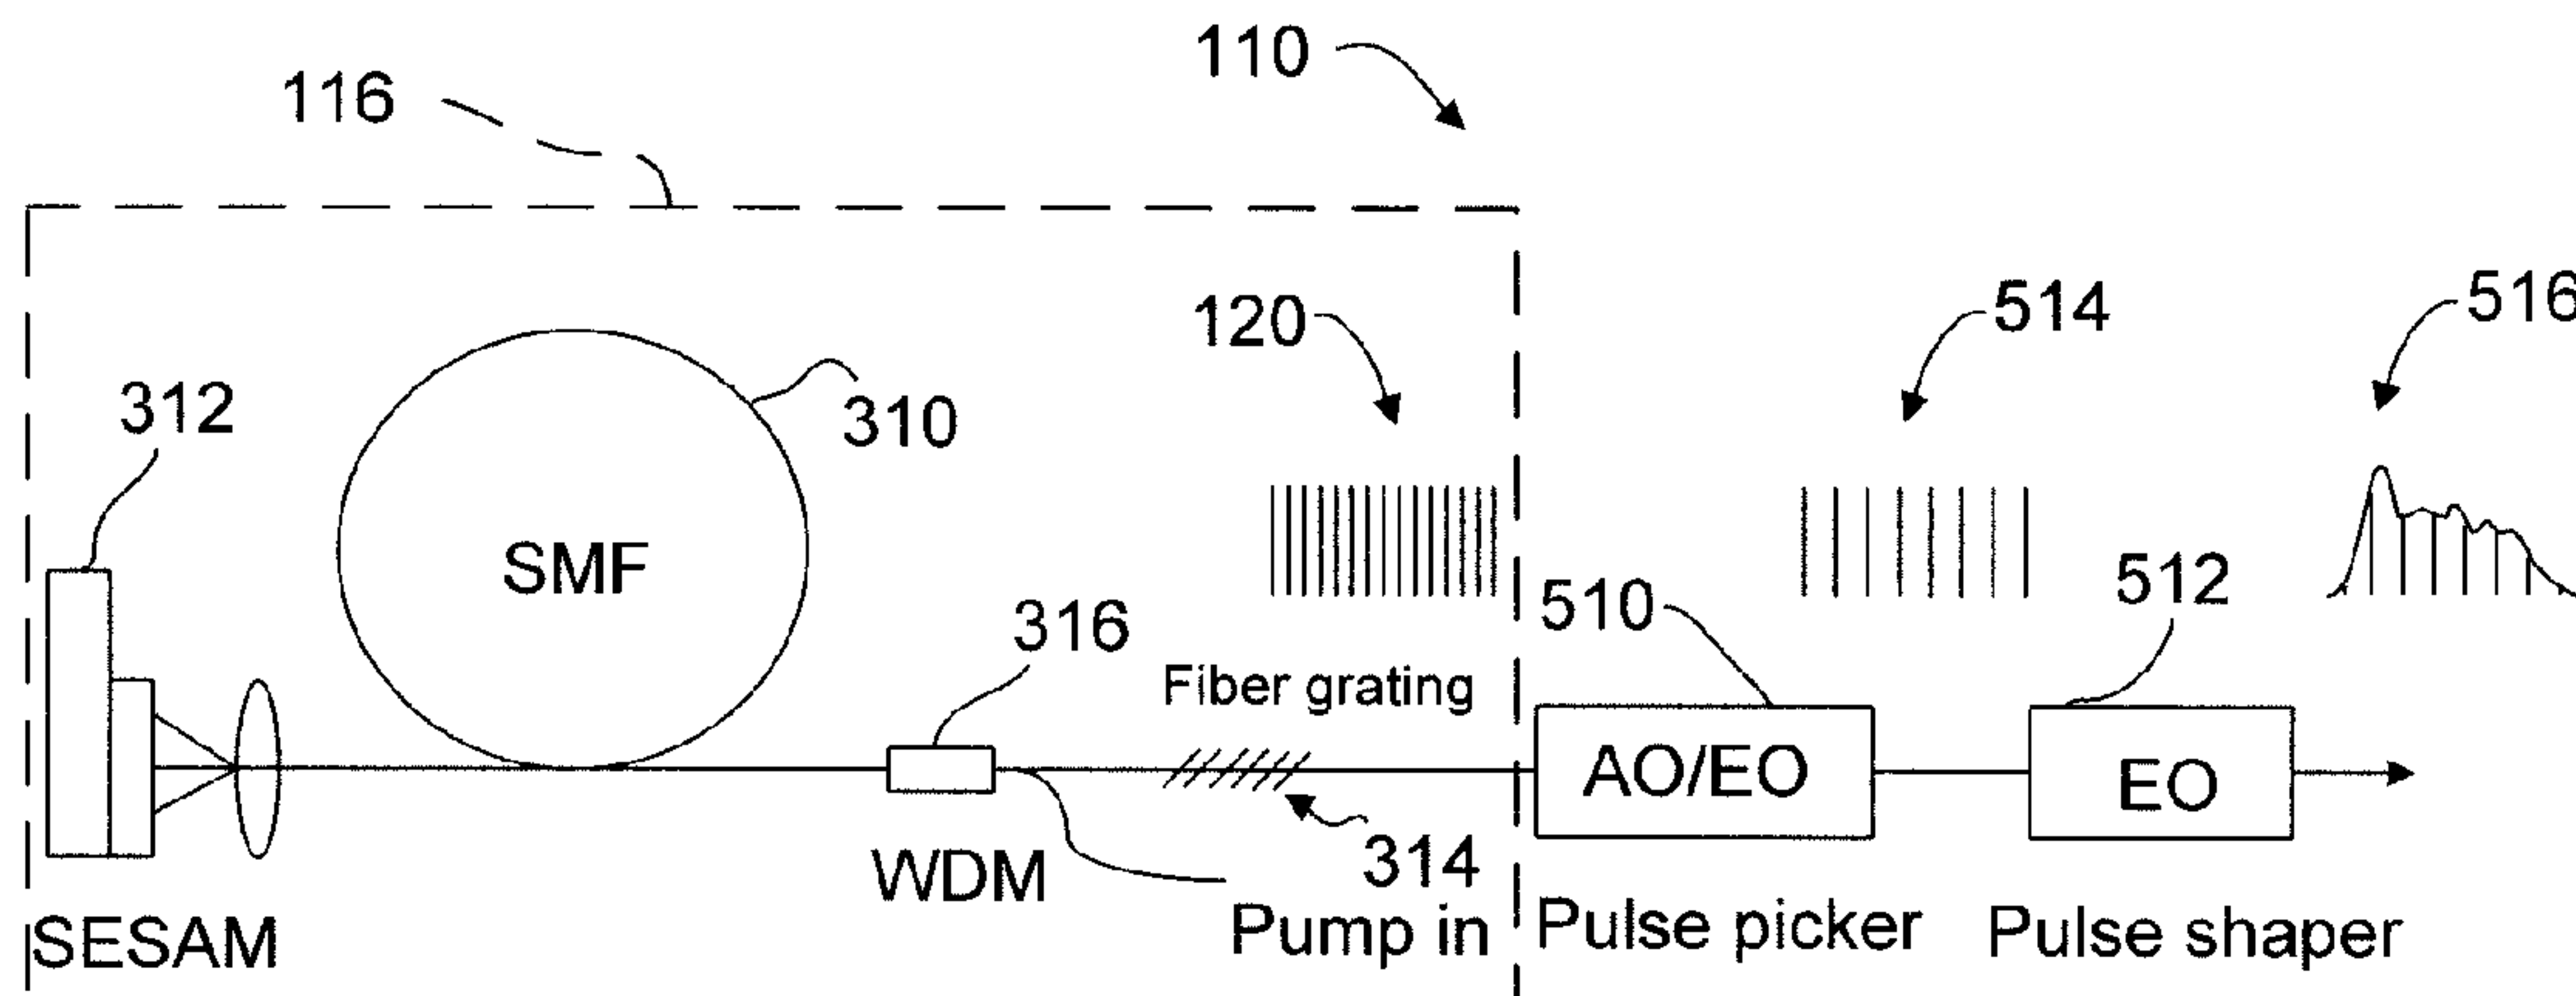 110
116
120
514
516
312
310
SMF
512
510
316
Fiber grating
AO/EO
EO
314
WDM
Pump in
Pulse picker
Pulse shaper
SESAM